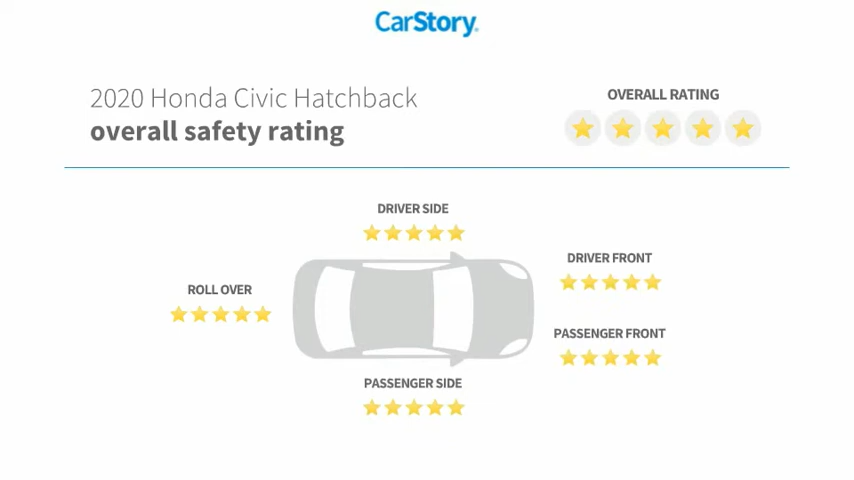 CarStory.
2020 Honda Civic Hatchback
overall safety rating
OVERALL RATING
DRIVER SIDE
DRIVER FRONT
ROLL OVER
PASSENGER FRONT
PASSENGER SIDE